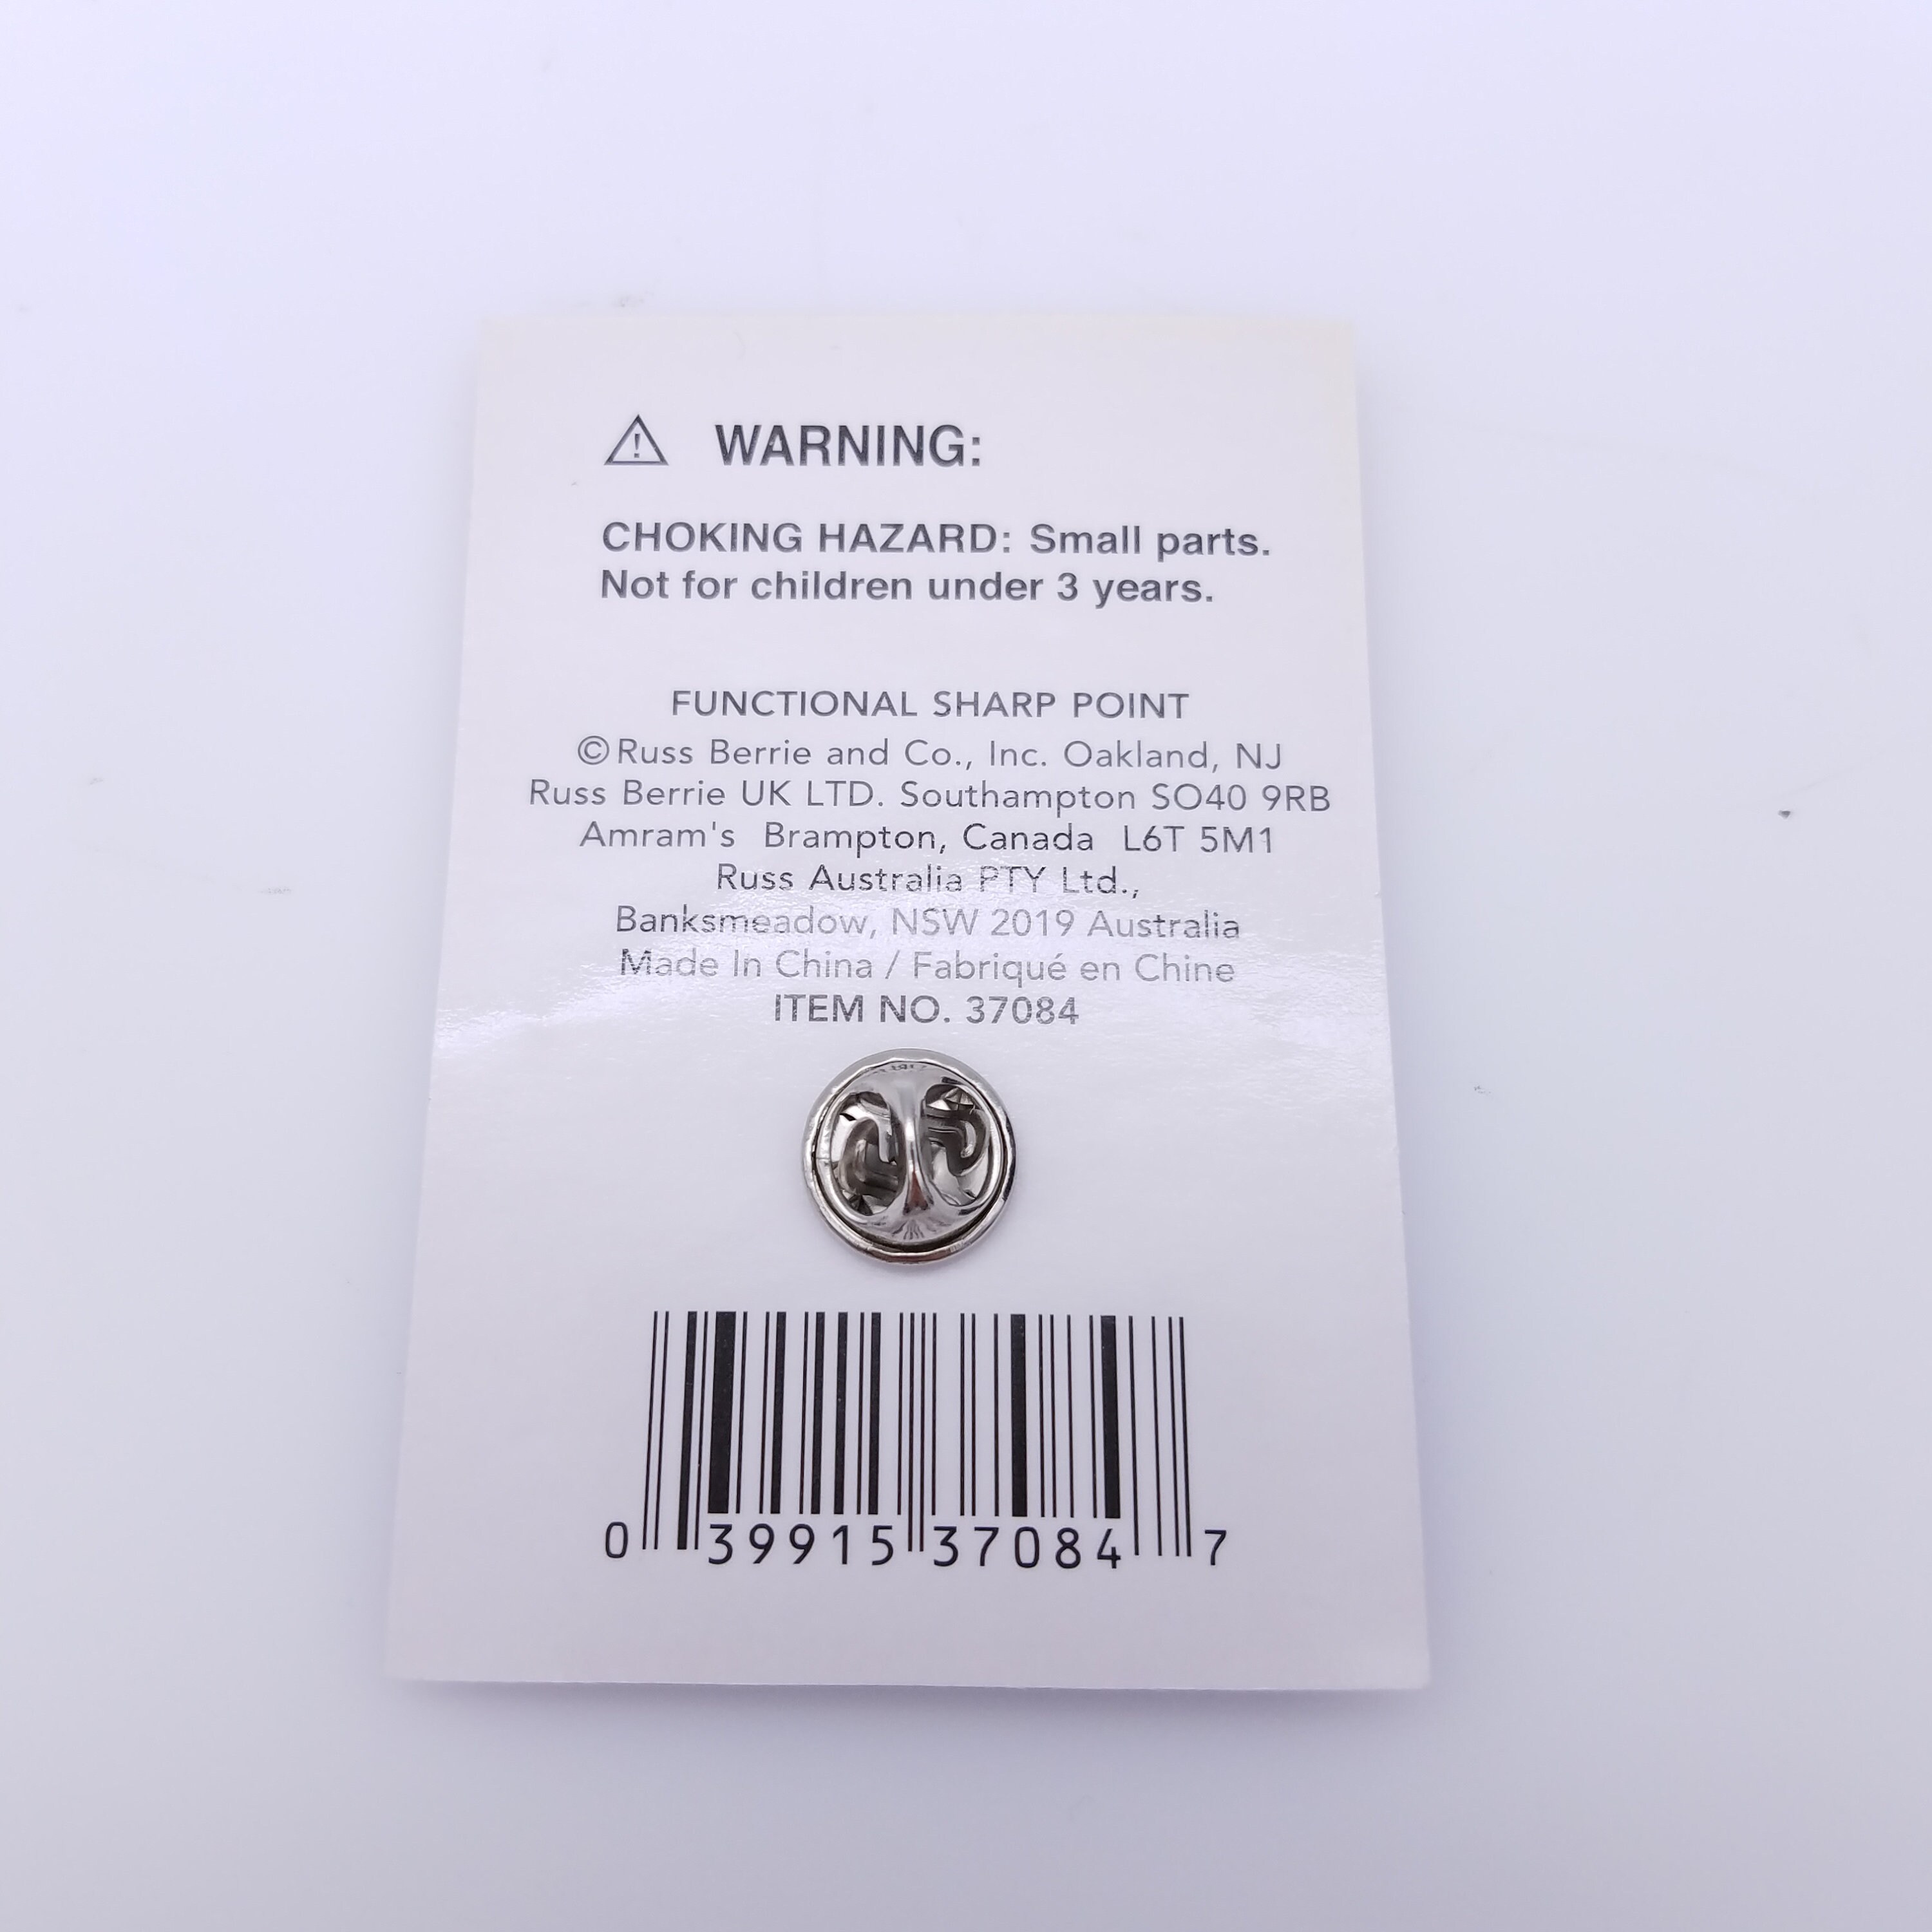 WARNING:
CHOKING HAZARD: Small parts.
Not for children under 3 years.
FUNCTIONAL SHARP POINT
©Russ Berrie and Co., Inc. Oakland, NJ
Russ Berrie UK LTD. Southampton SO40 9RB
Amram's Brampton, Canada L6T 5M1
Russ Australia PTY Ltd.,
Banksmeadow, NSW 2019 Australia
Made In China / Fabriqué en Chine
ITEM NO. 37084
0 39915 37084 7